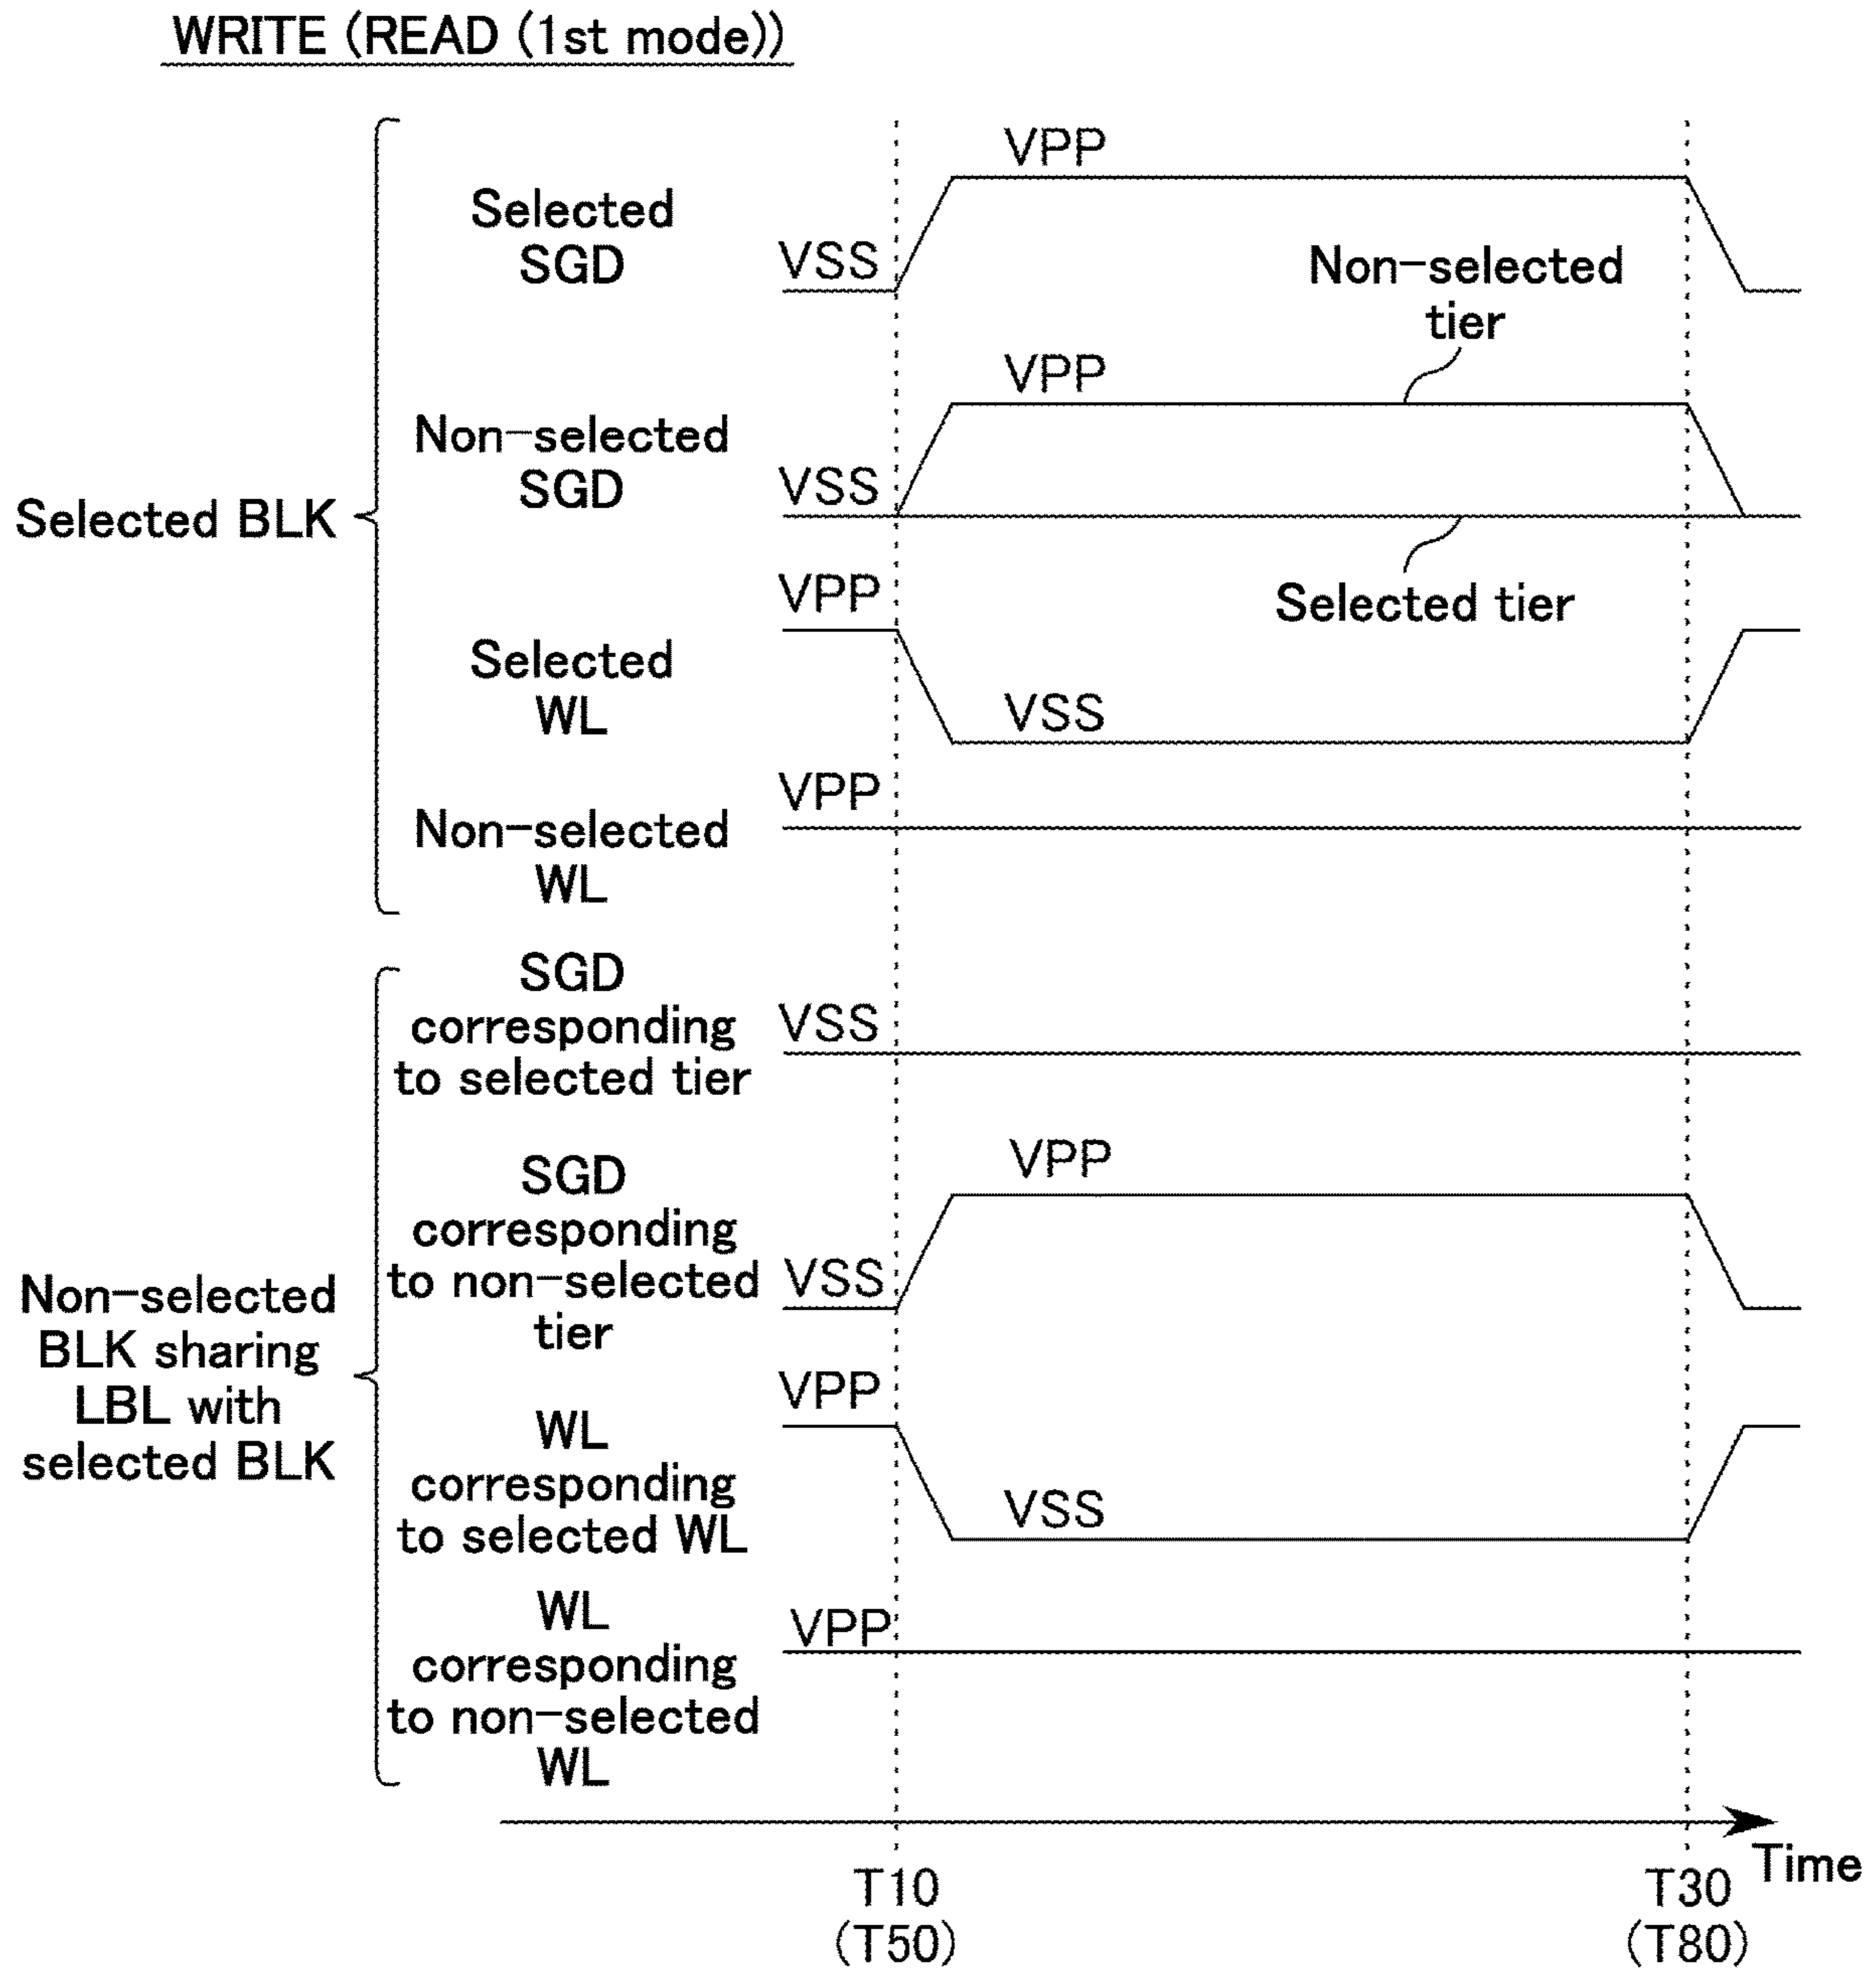 WRITE (READ (1st mode))
VPP
Selected
SGD
VSS
Non-selected
tier
VPP
Non-selected
SGD
VSS
Selected BLK
VPP
Selected tier
Selected
WL
VSS
VPP
Non-selected
WL
SGD
corresponding
to selected tier
VSS
VPP
SGD
corresponding
to non-selected
tier
VSS
Non-selected
BLK sharing
LBL with
selected BLK
VPP
WL
corresponding
to selected WL
VSS
WL
corresponding
to non-selected
WL
VPP
Time
T10
(T50)
T30
(T80)